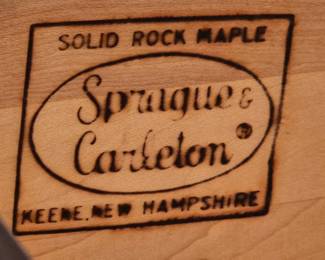 SOLID ROCK MAPLE
Sprague &
Carleton ®
KEENE, NEW HAMPSHIRE